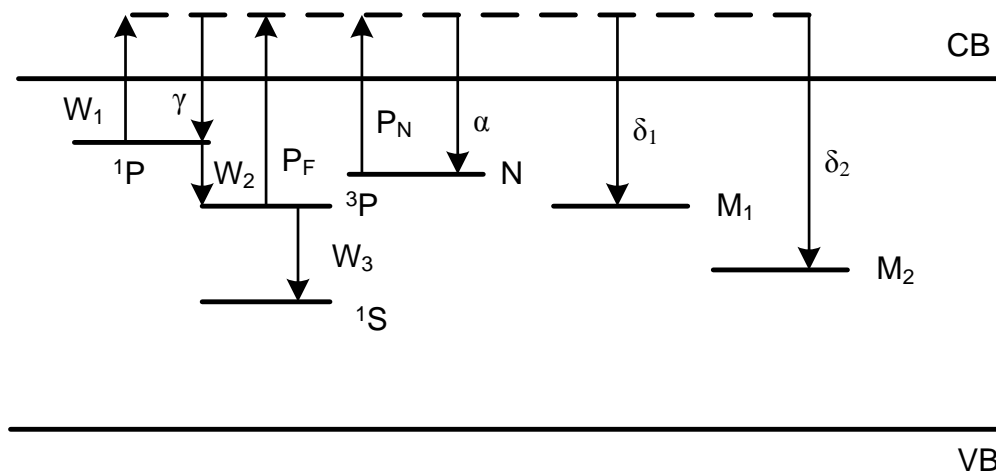 CB
W₁
γ
P_N
α
δ₁
¹P
W₂
P_F
N
δ₂
³P
M₁
W₃
M₂
¹S
VB